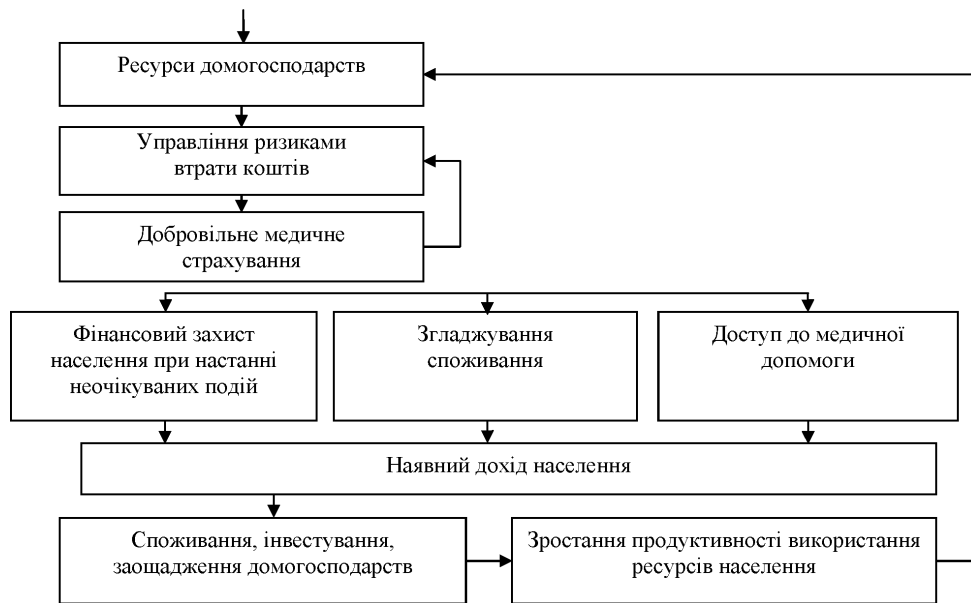 Ресурси домогосподарств
Управління ризиками
втрати коштів
Добровільне медичне
страхування
Фінансовий захист
населення при настанні
неочікуваних подій
Згладжування
споживання
Доступ до медичної
допомоги
Наявний дохід населення
Споживання, інвестування,
заощадження домогосподарств
Зростання продуктивності використання
ресурсів населення